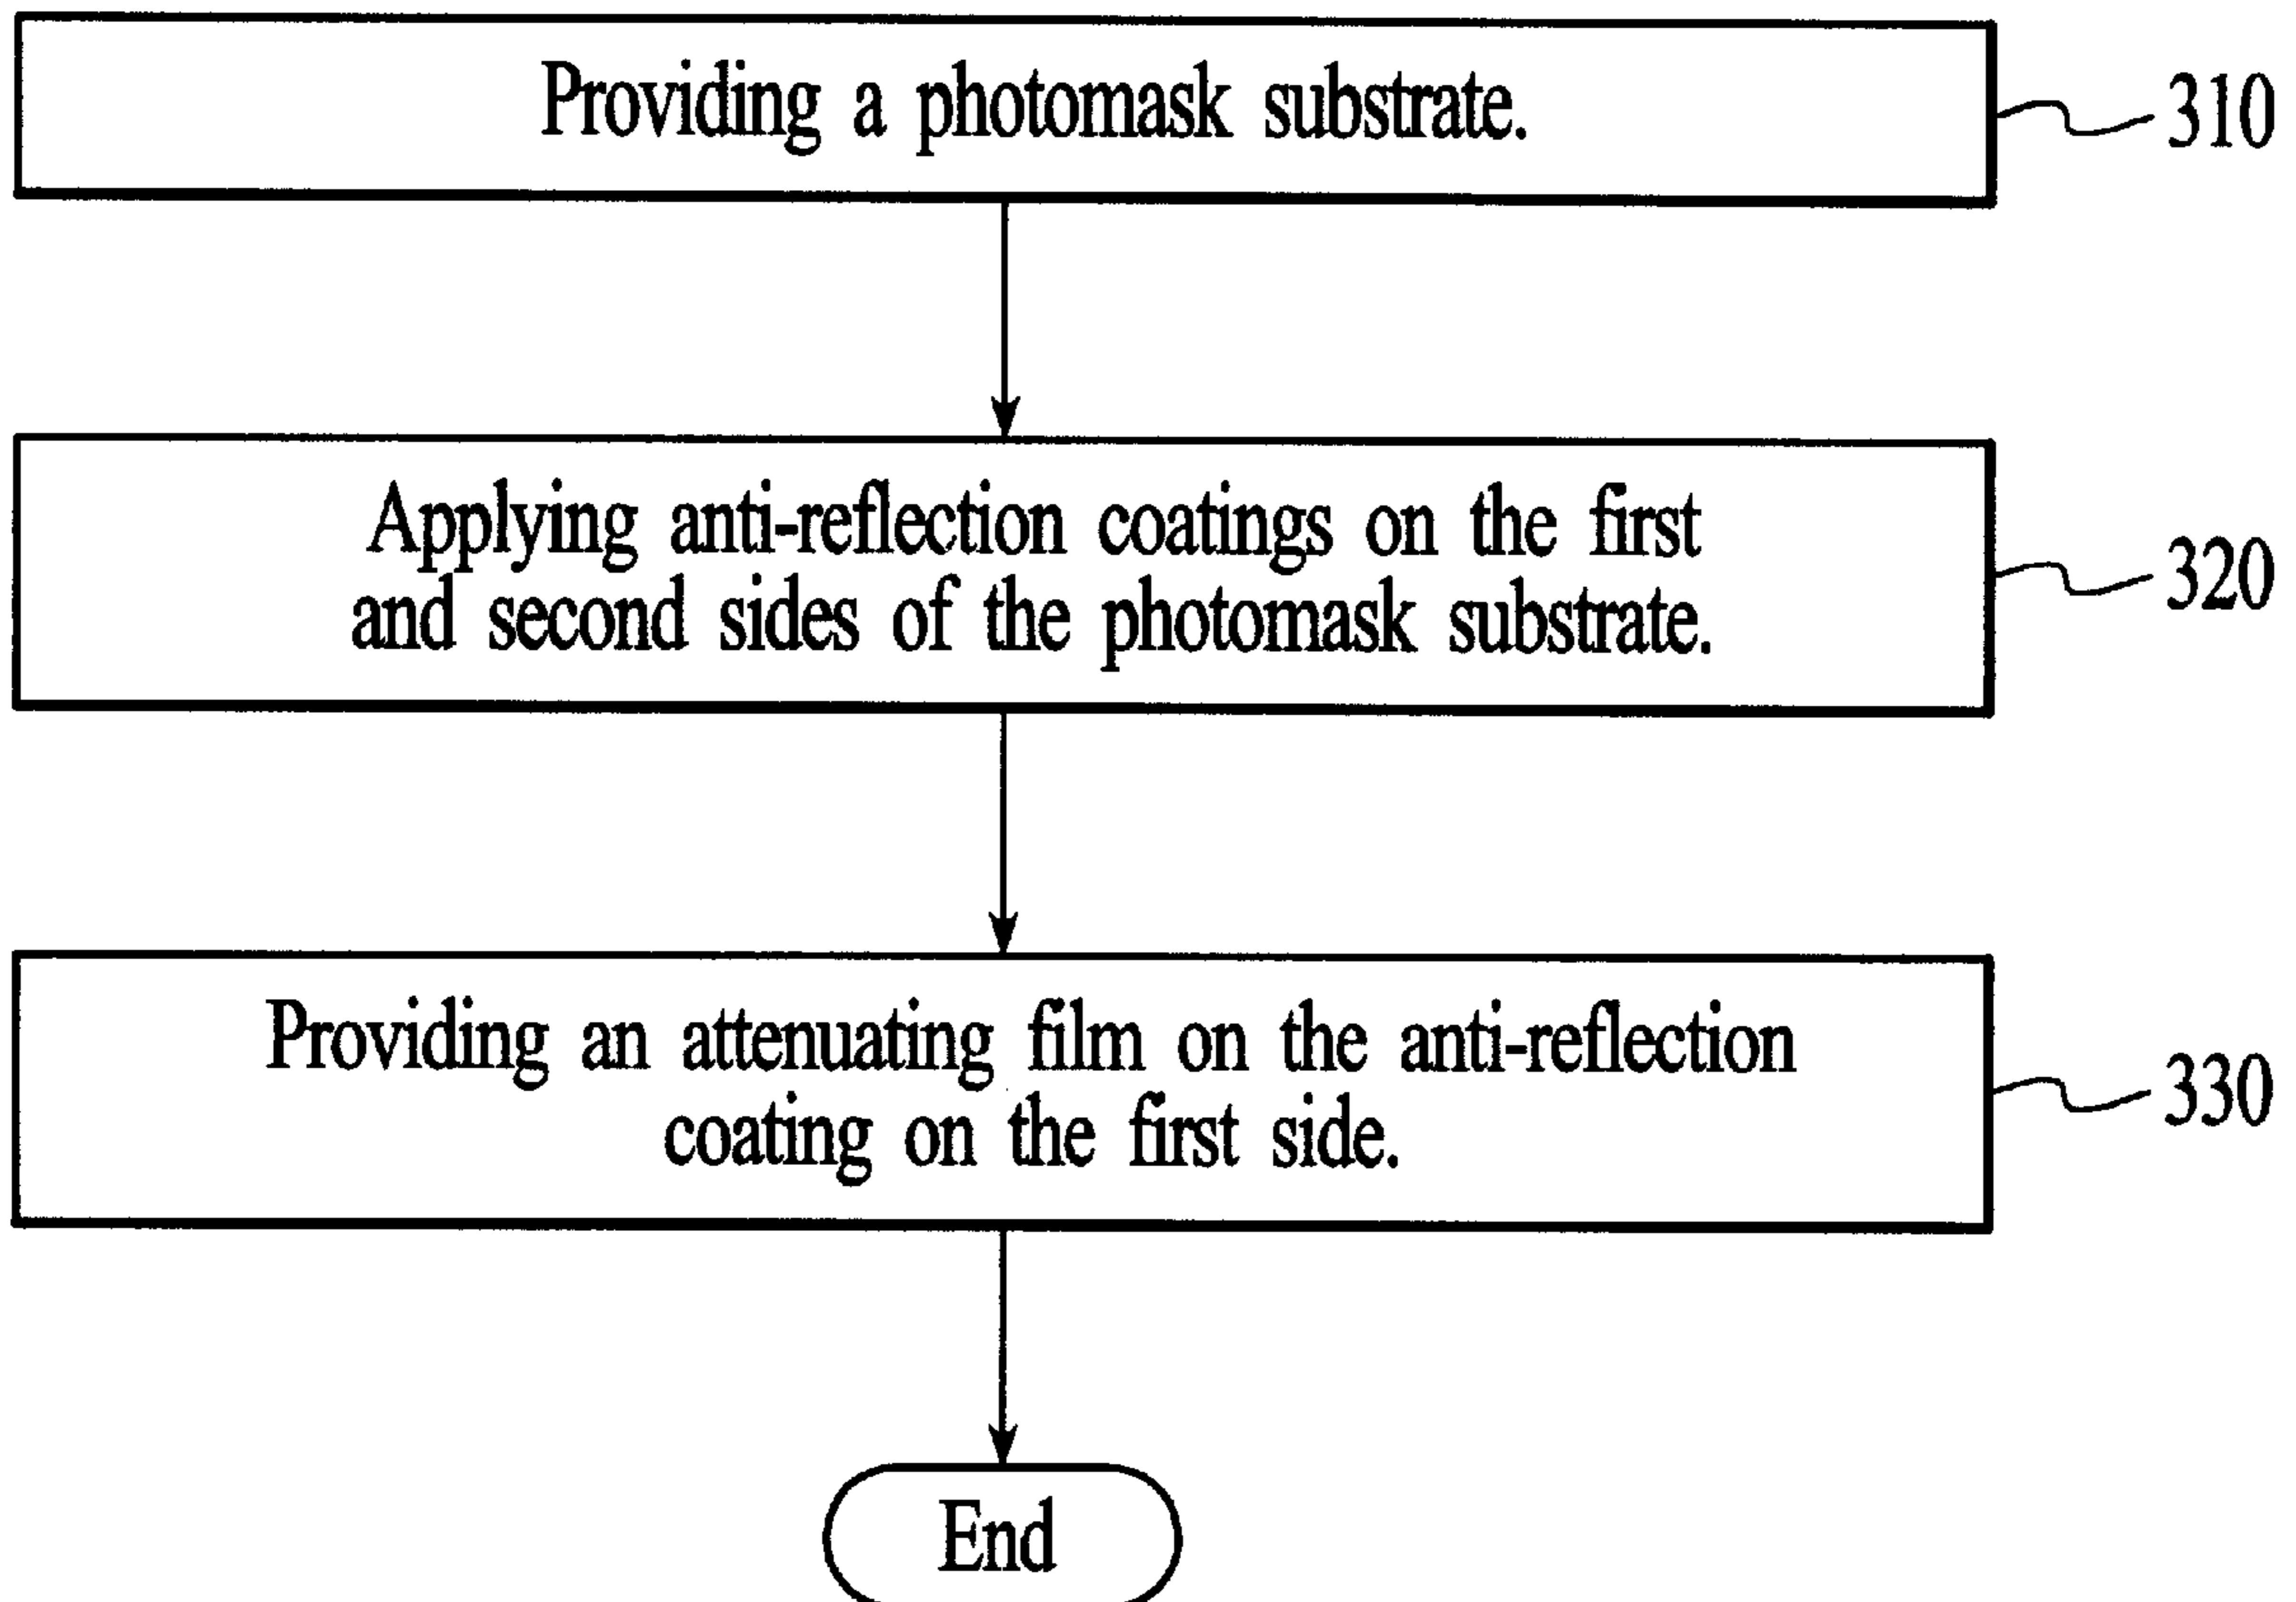 Providing a photomask substrate.
310
Applying anti-reflection coatings on the first
and second sides of the photomask substrate.
320
Providing an attenuating film on the anti-reflection
coating on the first side.
330
End